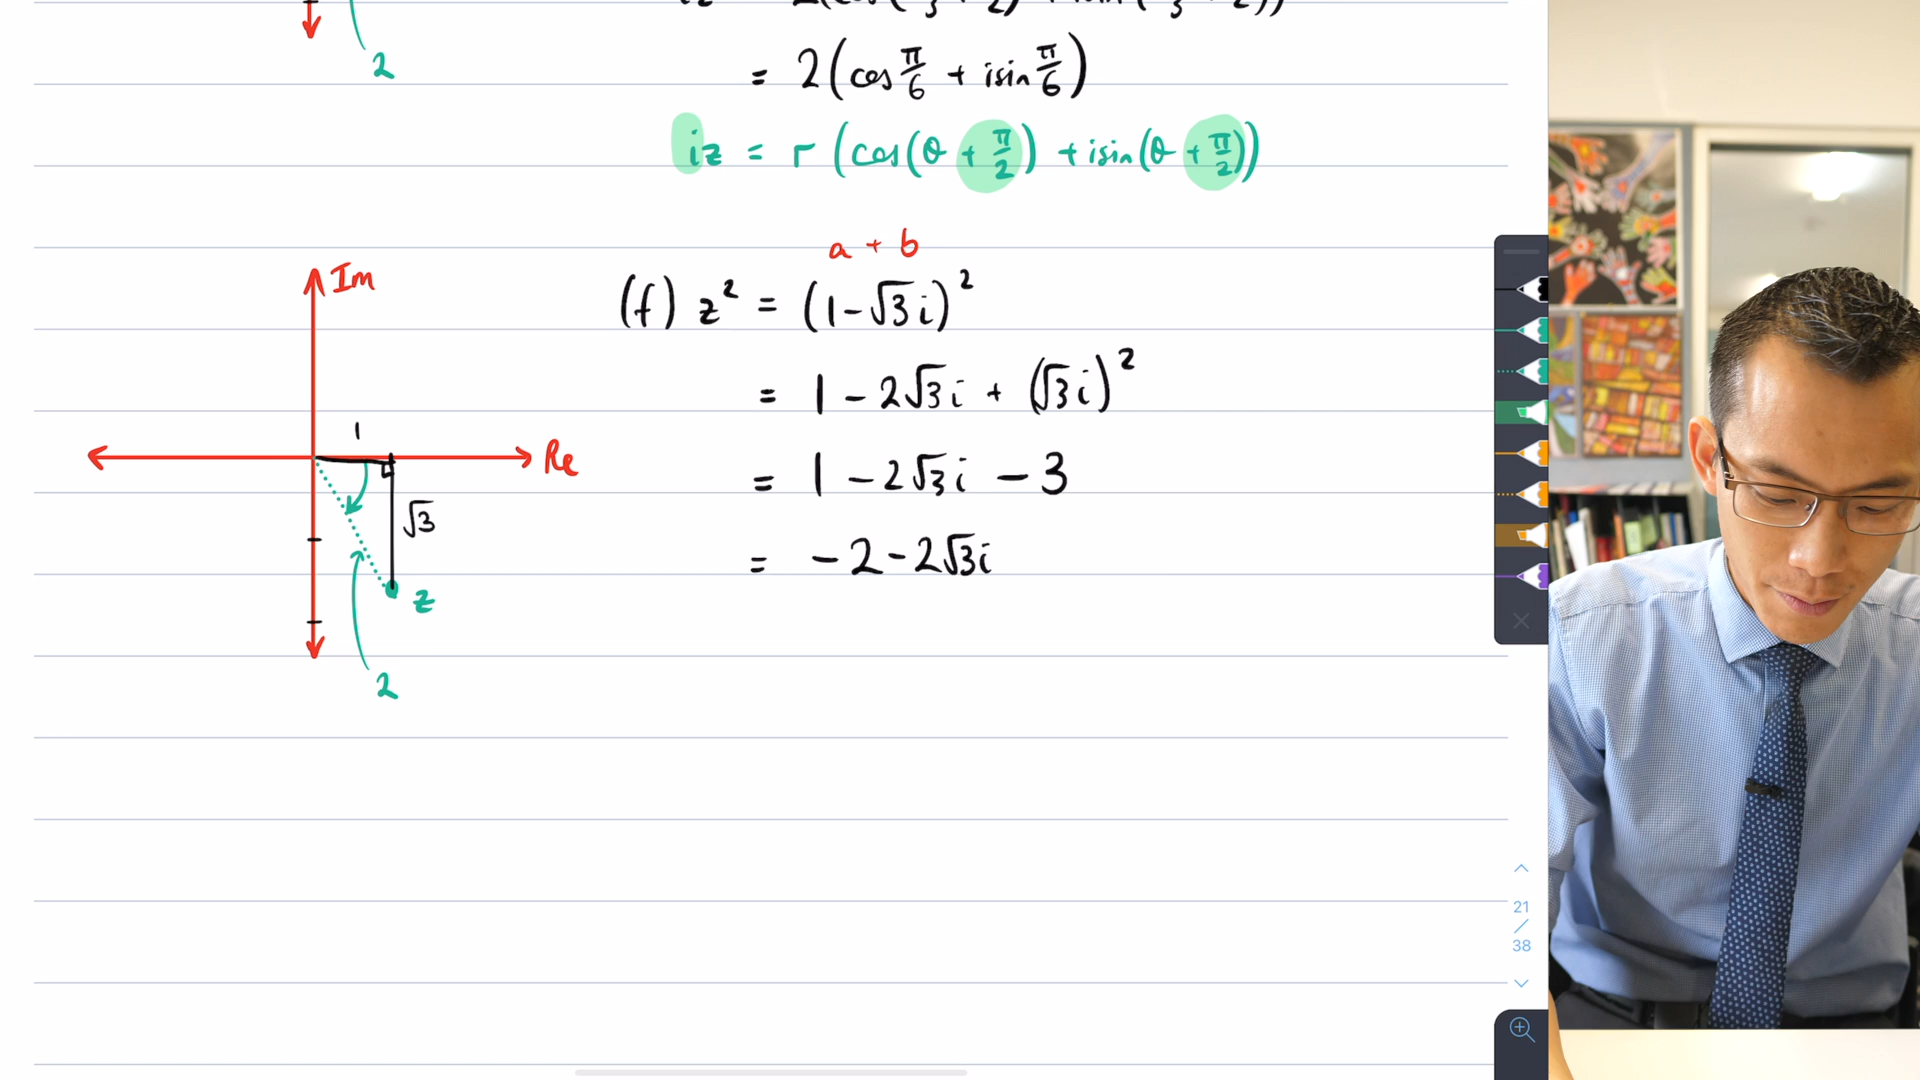 = 2(cos π/6 + isin π/6)
iz = r (cos(θ + π/2) + isin(θ + π/2))
a + b
(f) z² = (1-√3i)²
= 1 - 2√3i + (√3i)²
= 1 - 2√3i - 3
= -2 - 2√3i
2
Im
1
Re
√3
z
2
21
/
38